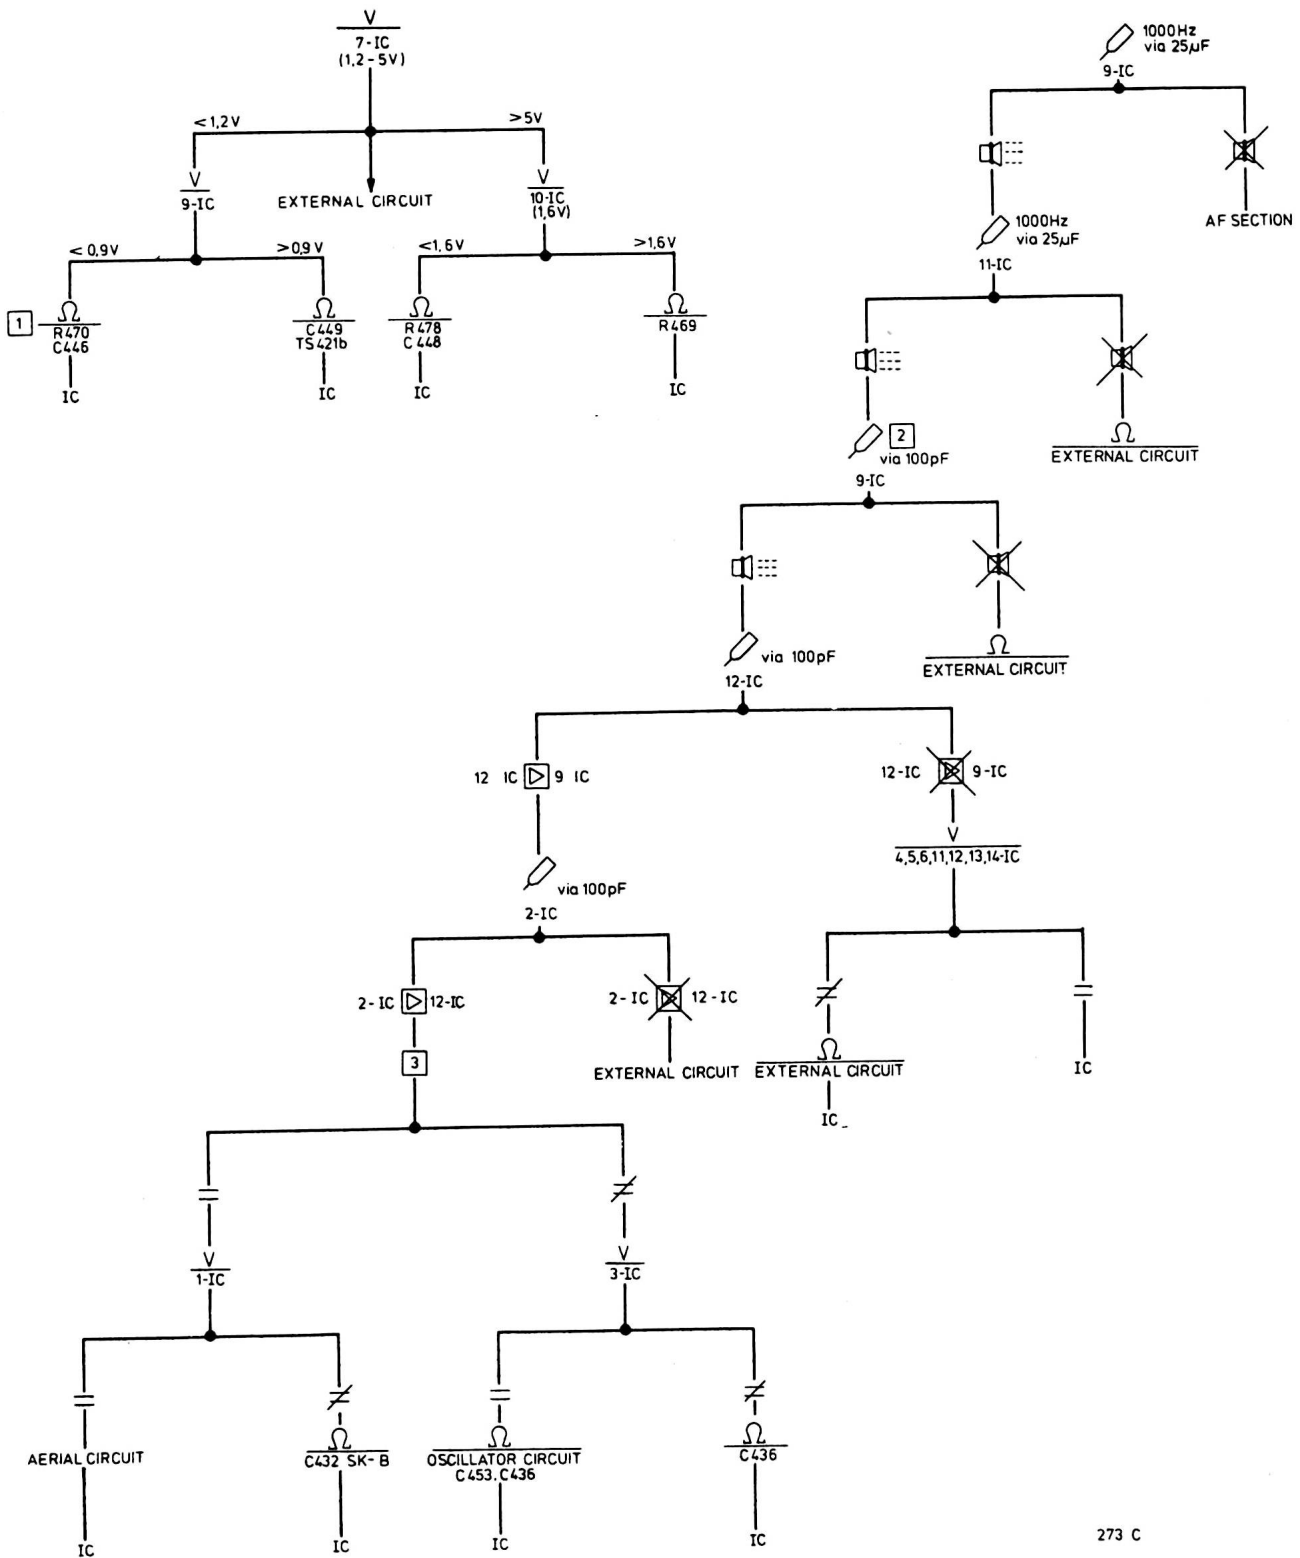 V
7-IC
(1,2-5V)
<1,2V
>5V
V
9-IC
EXTERNAL CIRCUIT
V
10-IC
(1,6V)
<0,9V
>0,9V
<1,6V
>1,6V
1
Ω
R470
C446
IC
Ω
C449
TS421b
IC
Ω
R478
C448
IC
Ω
R469
IC
1000Hz
via 25µF
9-IC
AF SECTION
1000Hz
via 25µF
11-IC
Ω
EXTERNAL CIRCUIT
2
via 100pF
9-IC
Ω
EXTERNAL CIRCUIT
via 100pF
12-IC
12 IC 9 IC
12-IC 9-IC
V
4,5,6,11,12,13,14-IC
via 100pF
2-IC
2-IC 12-IC
2-IC 12-IC
EXTERNAL CIRCUIT
≠
Ω
EXTERNAL CIRCUIT
IC
=
IC
3
=
V
1-IC
≠
V
3-IC
=
AERIAL CIRCUIT
IC
≠
Ω
C432 SK-B
IC
=
Ω
OSCILLATOR CIRCUIT
C453.C436
IC
≠
Ω
C436
IC
273 C